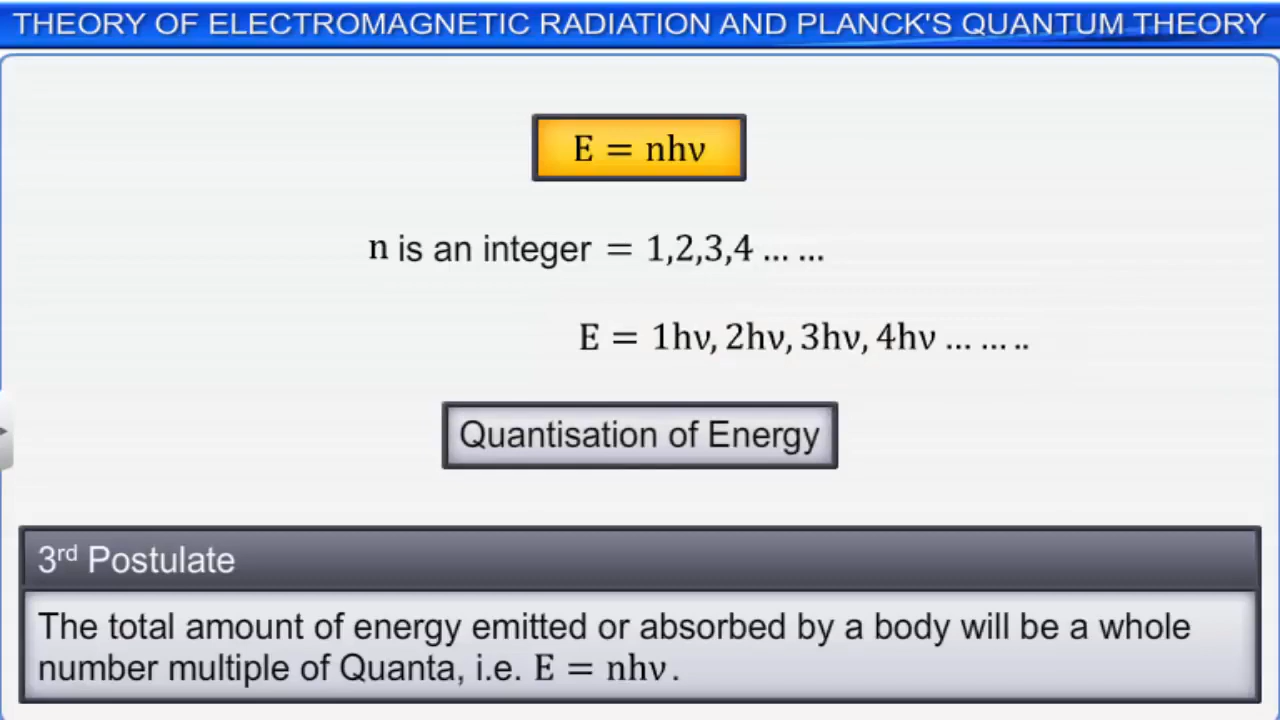 THEORY OF ELECTROMAGNETIC RADIATION AND PLANCK'S QUANTUM THEORY
E = nhν
n is an integer = 1,2,3,4 ... ...
E = 1hν, 2hν, 3hν, 4hν ... ... ..
Quantisation of Energy
3rd Postulate
The total amount of energy emitted or absorbed by a body will be a whole
number multiple of Quanta, i.e. E = nhν.